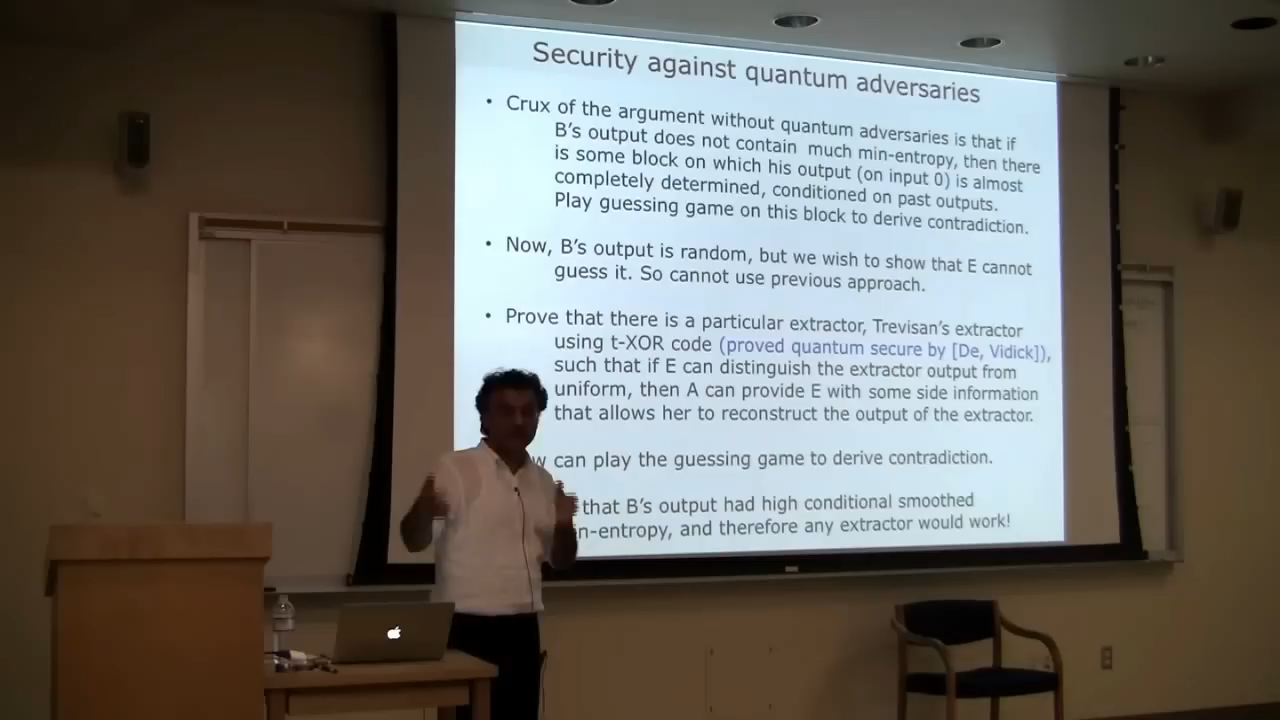 Security against quantum adversaries
• Crux of the argument without quantum adversaries is that if
B's output does not contain much min-entropy, then there
is some block on which his output (on input 0) is almost
completely determined, conditioned on past outputs.
Play guessing game on this block to derive contradiction.
• Now, B's output is random, but we wish to show that E cannot
guess it. So cannot use previous approach.
• Prove that there is a particular extractor, Trevisan's extractor
using t-XOR code (proved quantum secure by [De, Vidick]),
such that if E can distinguish the extractor output from
uniform, then A can provide E with some side information
that allows her to reconstruct the output of the extractor.
can play the guessing game to derive contradiction.
that B's output had high conditional smoothed
n-entropy, and therefore any extractor would work!